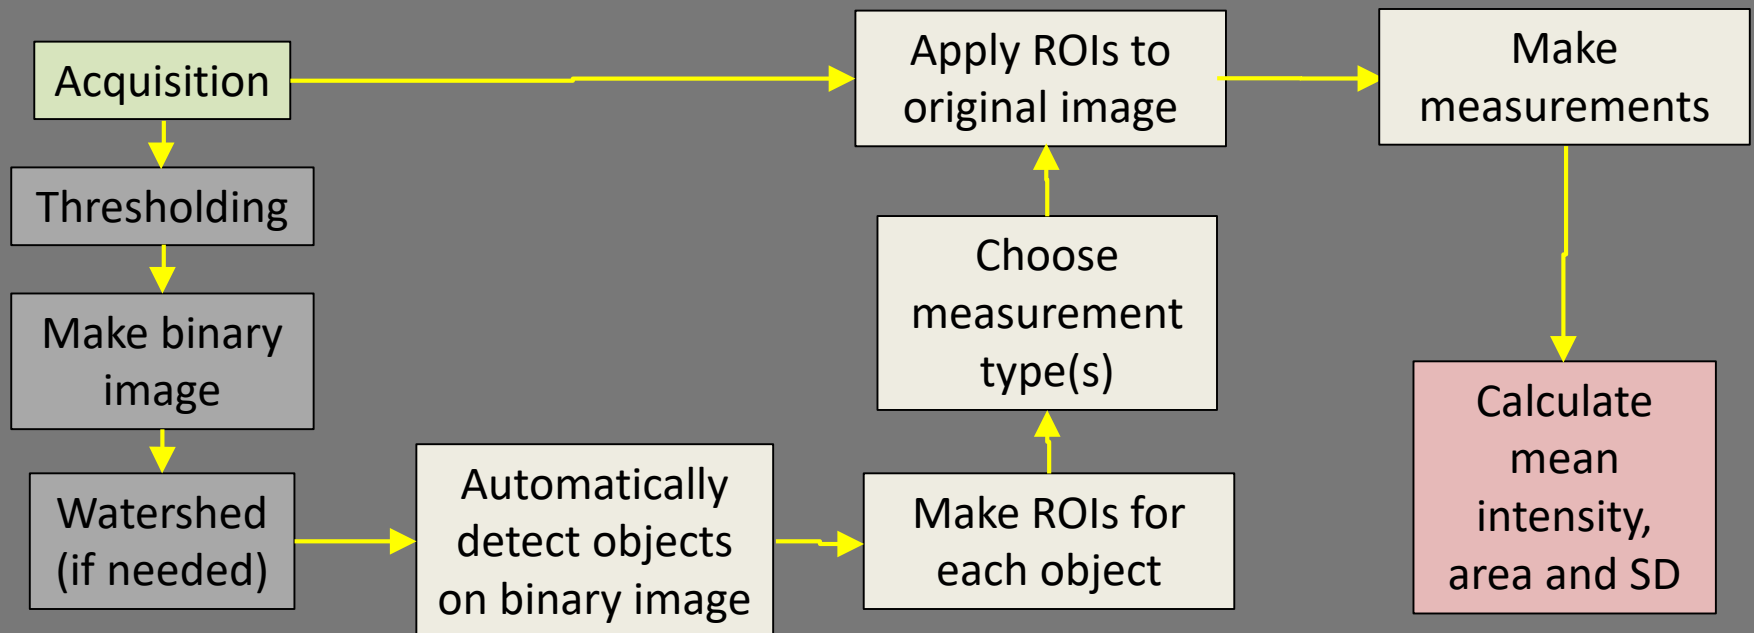 Acquisition
Thresholding
Make binary
image
Watershed
(if needed)
Automatically
detect objects
on binary image
Make ROIs for
each object
Choose
measurement
type(s)
Apply ROIs to
original image
Make
measurements
Calculate
mean
intensity,
area and SD